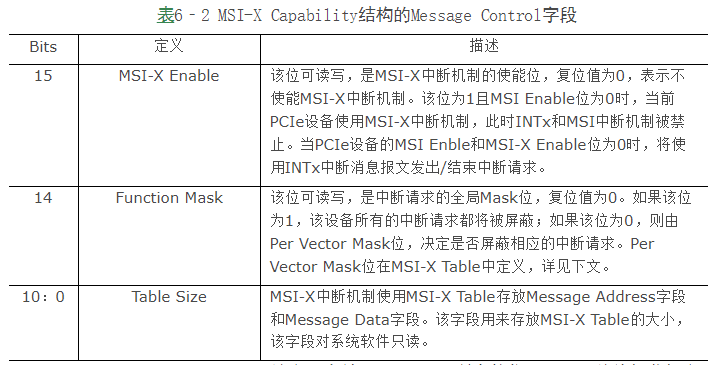 表6‐2 MSI-X Capability结构的Message Control字段
Bits 定义 描述
15 MSI-X Enable 该位可读写，是MSI-X中断机制的使能位，复位值为0，表示不
使能MSI-X中断机制。该位为1且MSI Enable位为0时，当前
PCIe设备使用MSI-X中断机制，此时INTx和MSI中断机制被禁
止。当PCIe设备的MSI Enble和MSI-X Enable位为0时，将使
用INTx中断消息报文发出/结束中断请求。
14 Function Mask 该位可读写，是中断请求的全局Mask位，复位值为0。如果该位
为1，该设备所有的中断请求都将被屏蔽；如果该位为0，则由
Per Vector Mask位，决定是否屏蔽相应的中断请求。Per
Vector Mask位在MSI-X Table中定义，详见下文。
10：0 Table Size MSI-X中断机制使用MSI-X Table存放Message Address字段
和Message Data字段。该字段用来存放MSI-X Table的大小，
该字段对系统软件只读。